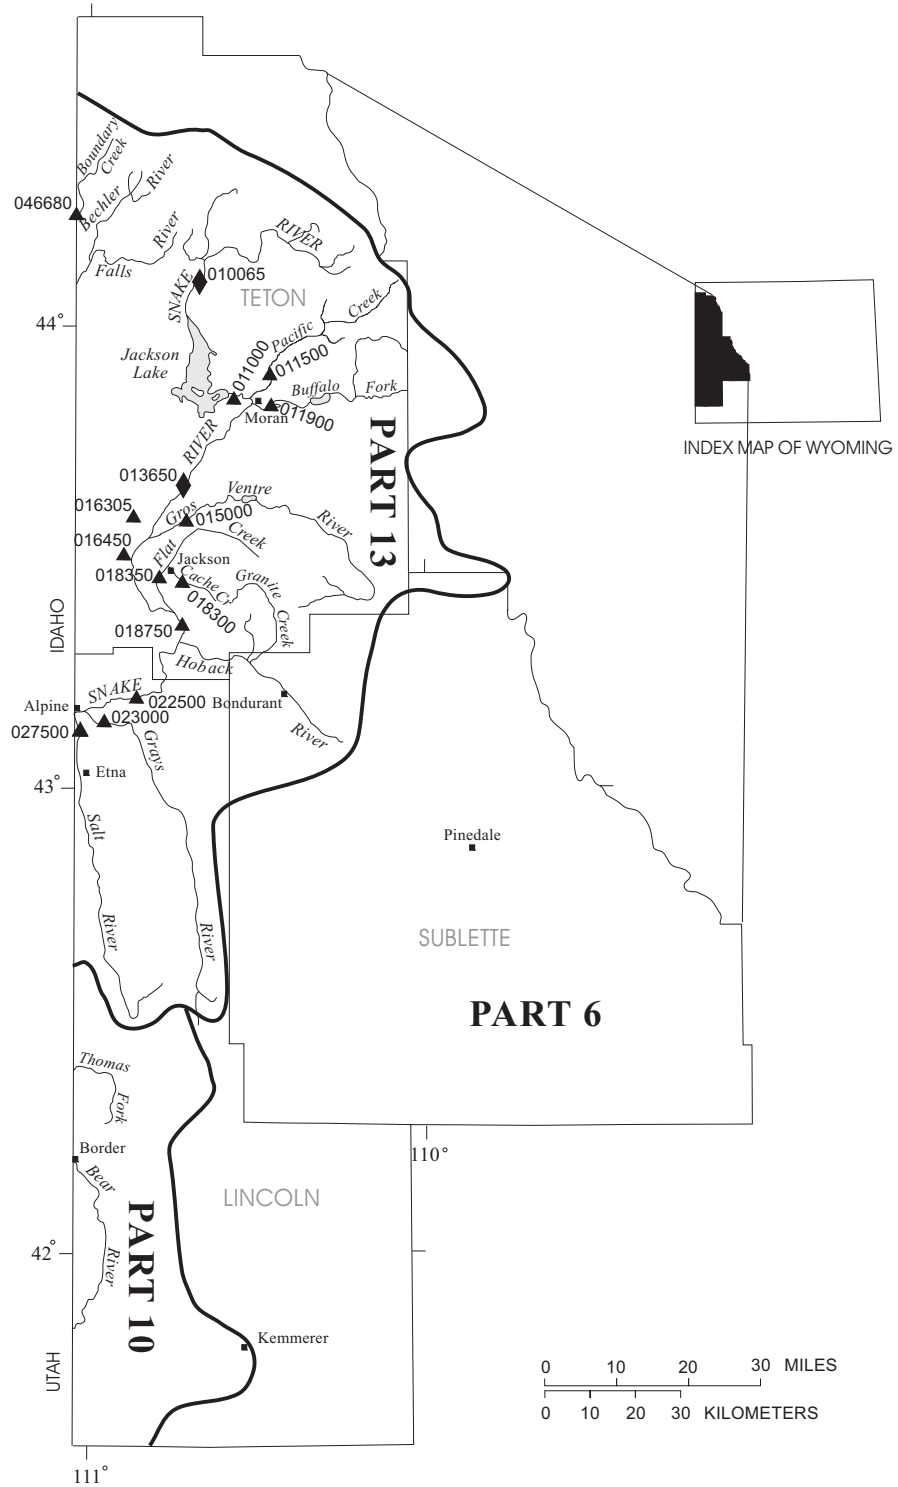 Boundary
Creek
Bechler
River
046680
Falls
River
RIVER
SNAKE
010065
TETON
44°
Pacific
Creek
Jackson
Lake
011000
011500
Buffalo
Fork
Moran
011900
RIVER
PART 13
INDEX MAP OF WYOMING
013650
Ventre
016305
Gros
015000
River
016450
Creek
Flat
Jackson
018350
Cache Cr
Granite
018300
Creek
018750
IDAHO
Hoback
SNAKE
022500
Bondurant
Alpine
023000
027500
Grays
River
Etna
43°
Salt
Pinedale
River
River
SUBLETTE
PART 6
Thomas
Fork
Border
110°
Bear
LINCOLN
PART 10
River
42°
Kemmerer
UTAH
0 10 20 30 MILES
0 10 20 30 KILOMETERS
111°